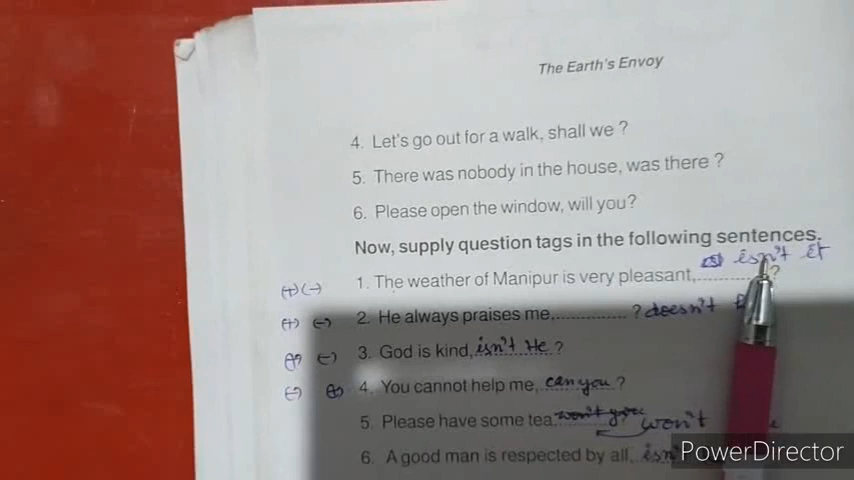 The Earth's Envoy
4. Let's go out for a walk, shall we ?
5. There was nobody in the house, was there ?
6. Please open the window, will you?
Now, supply question tags in the following sentences.
isn't it
(+) (-) 1. The weather of Manipur is very pleasant,............?
(+) (-) 2. He always praises me,.............. ? doesn't
(+) (-) 3. God is kind, isn't He ?
(-) (+) 4. You cannot help me, can you ?
5. Please have some tea, won't you? won't
6. A good man is respected by all,
PowerDirector